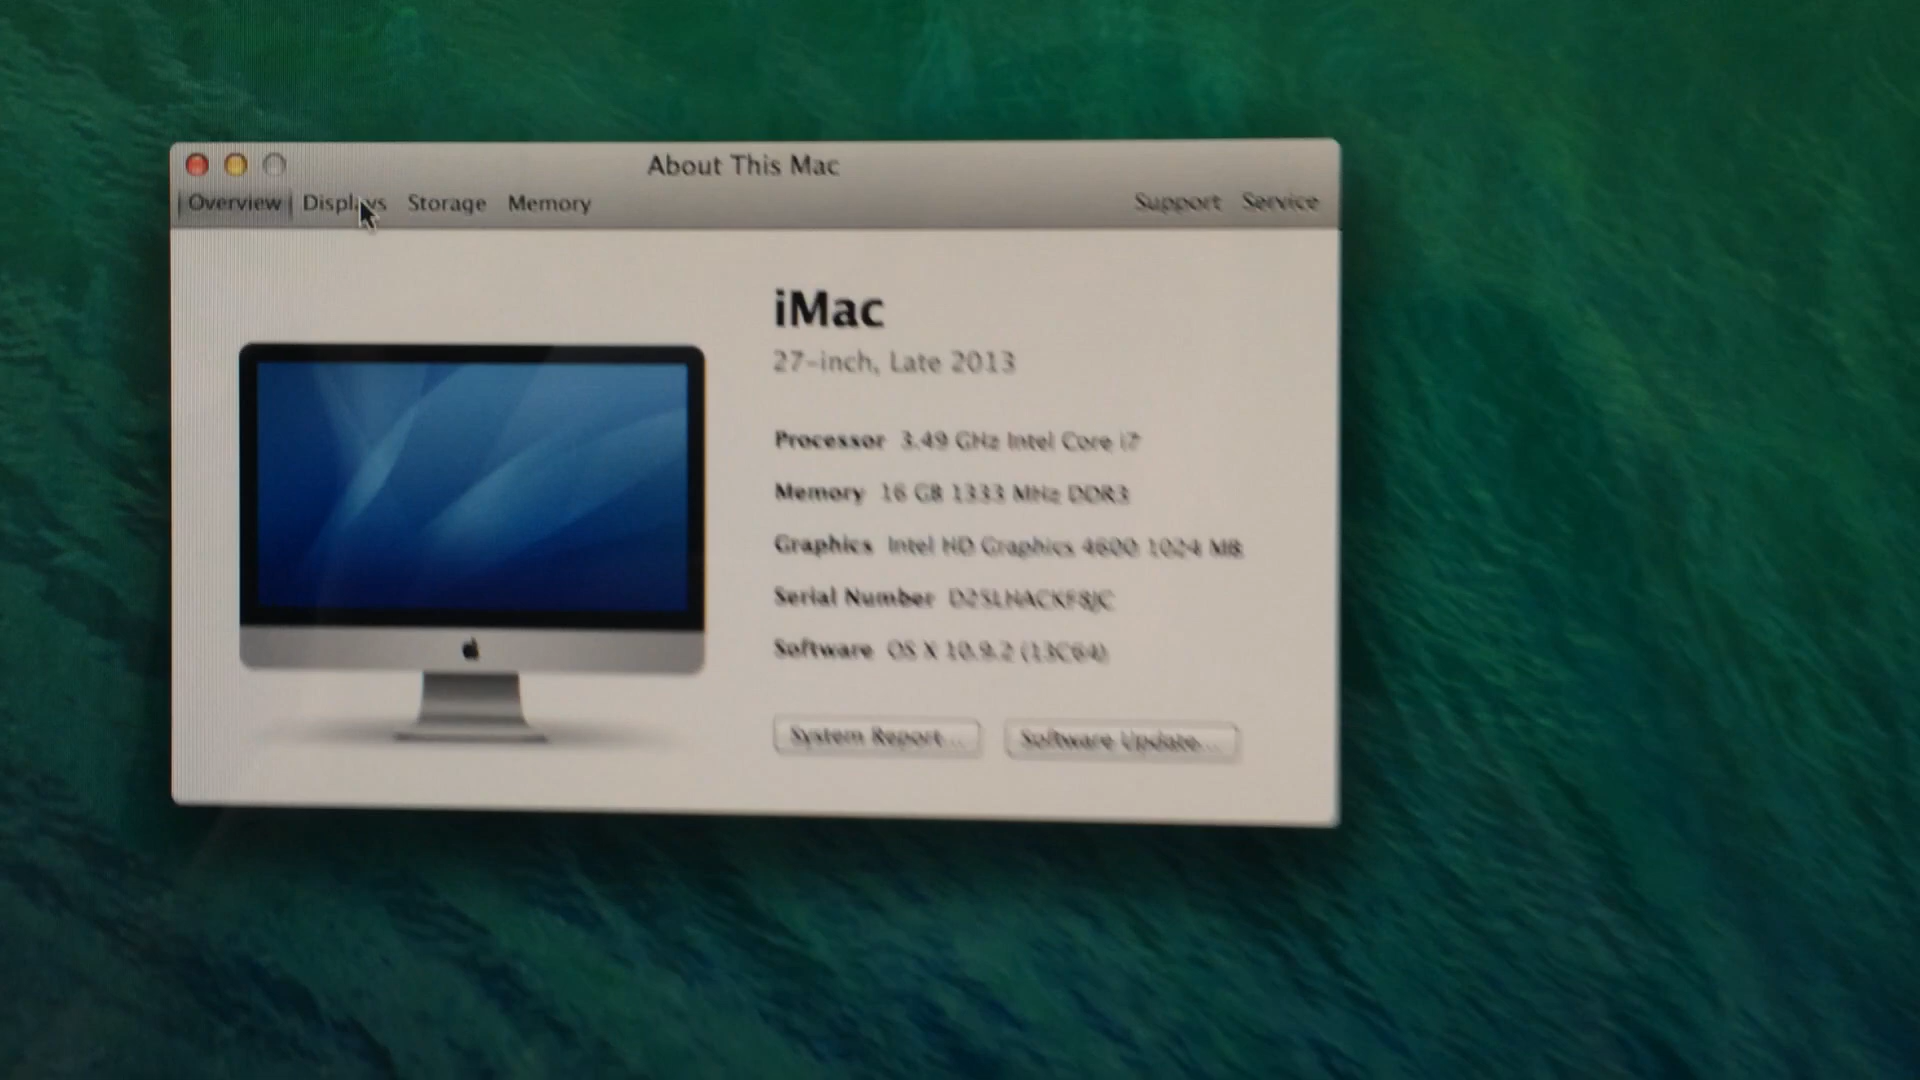 About This Mac
Overview Displays Storage Memory Support Service
iMac
27-inch, Late 2013
Processor 3.49 GHz Intel Core i7
Memory 16 GB 1333 MHz DDR3
Graphics Intel HD Graphics 4600 1024 MB
Serial Number D25LHACKF8JC
Software OS X 10.9.2 (13C64)
System Report... Software Update...